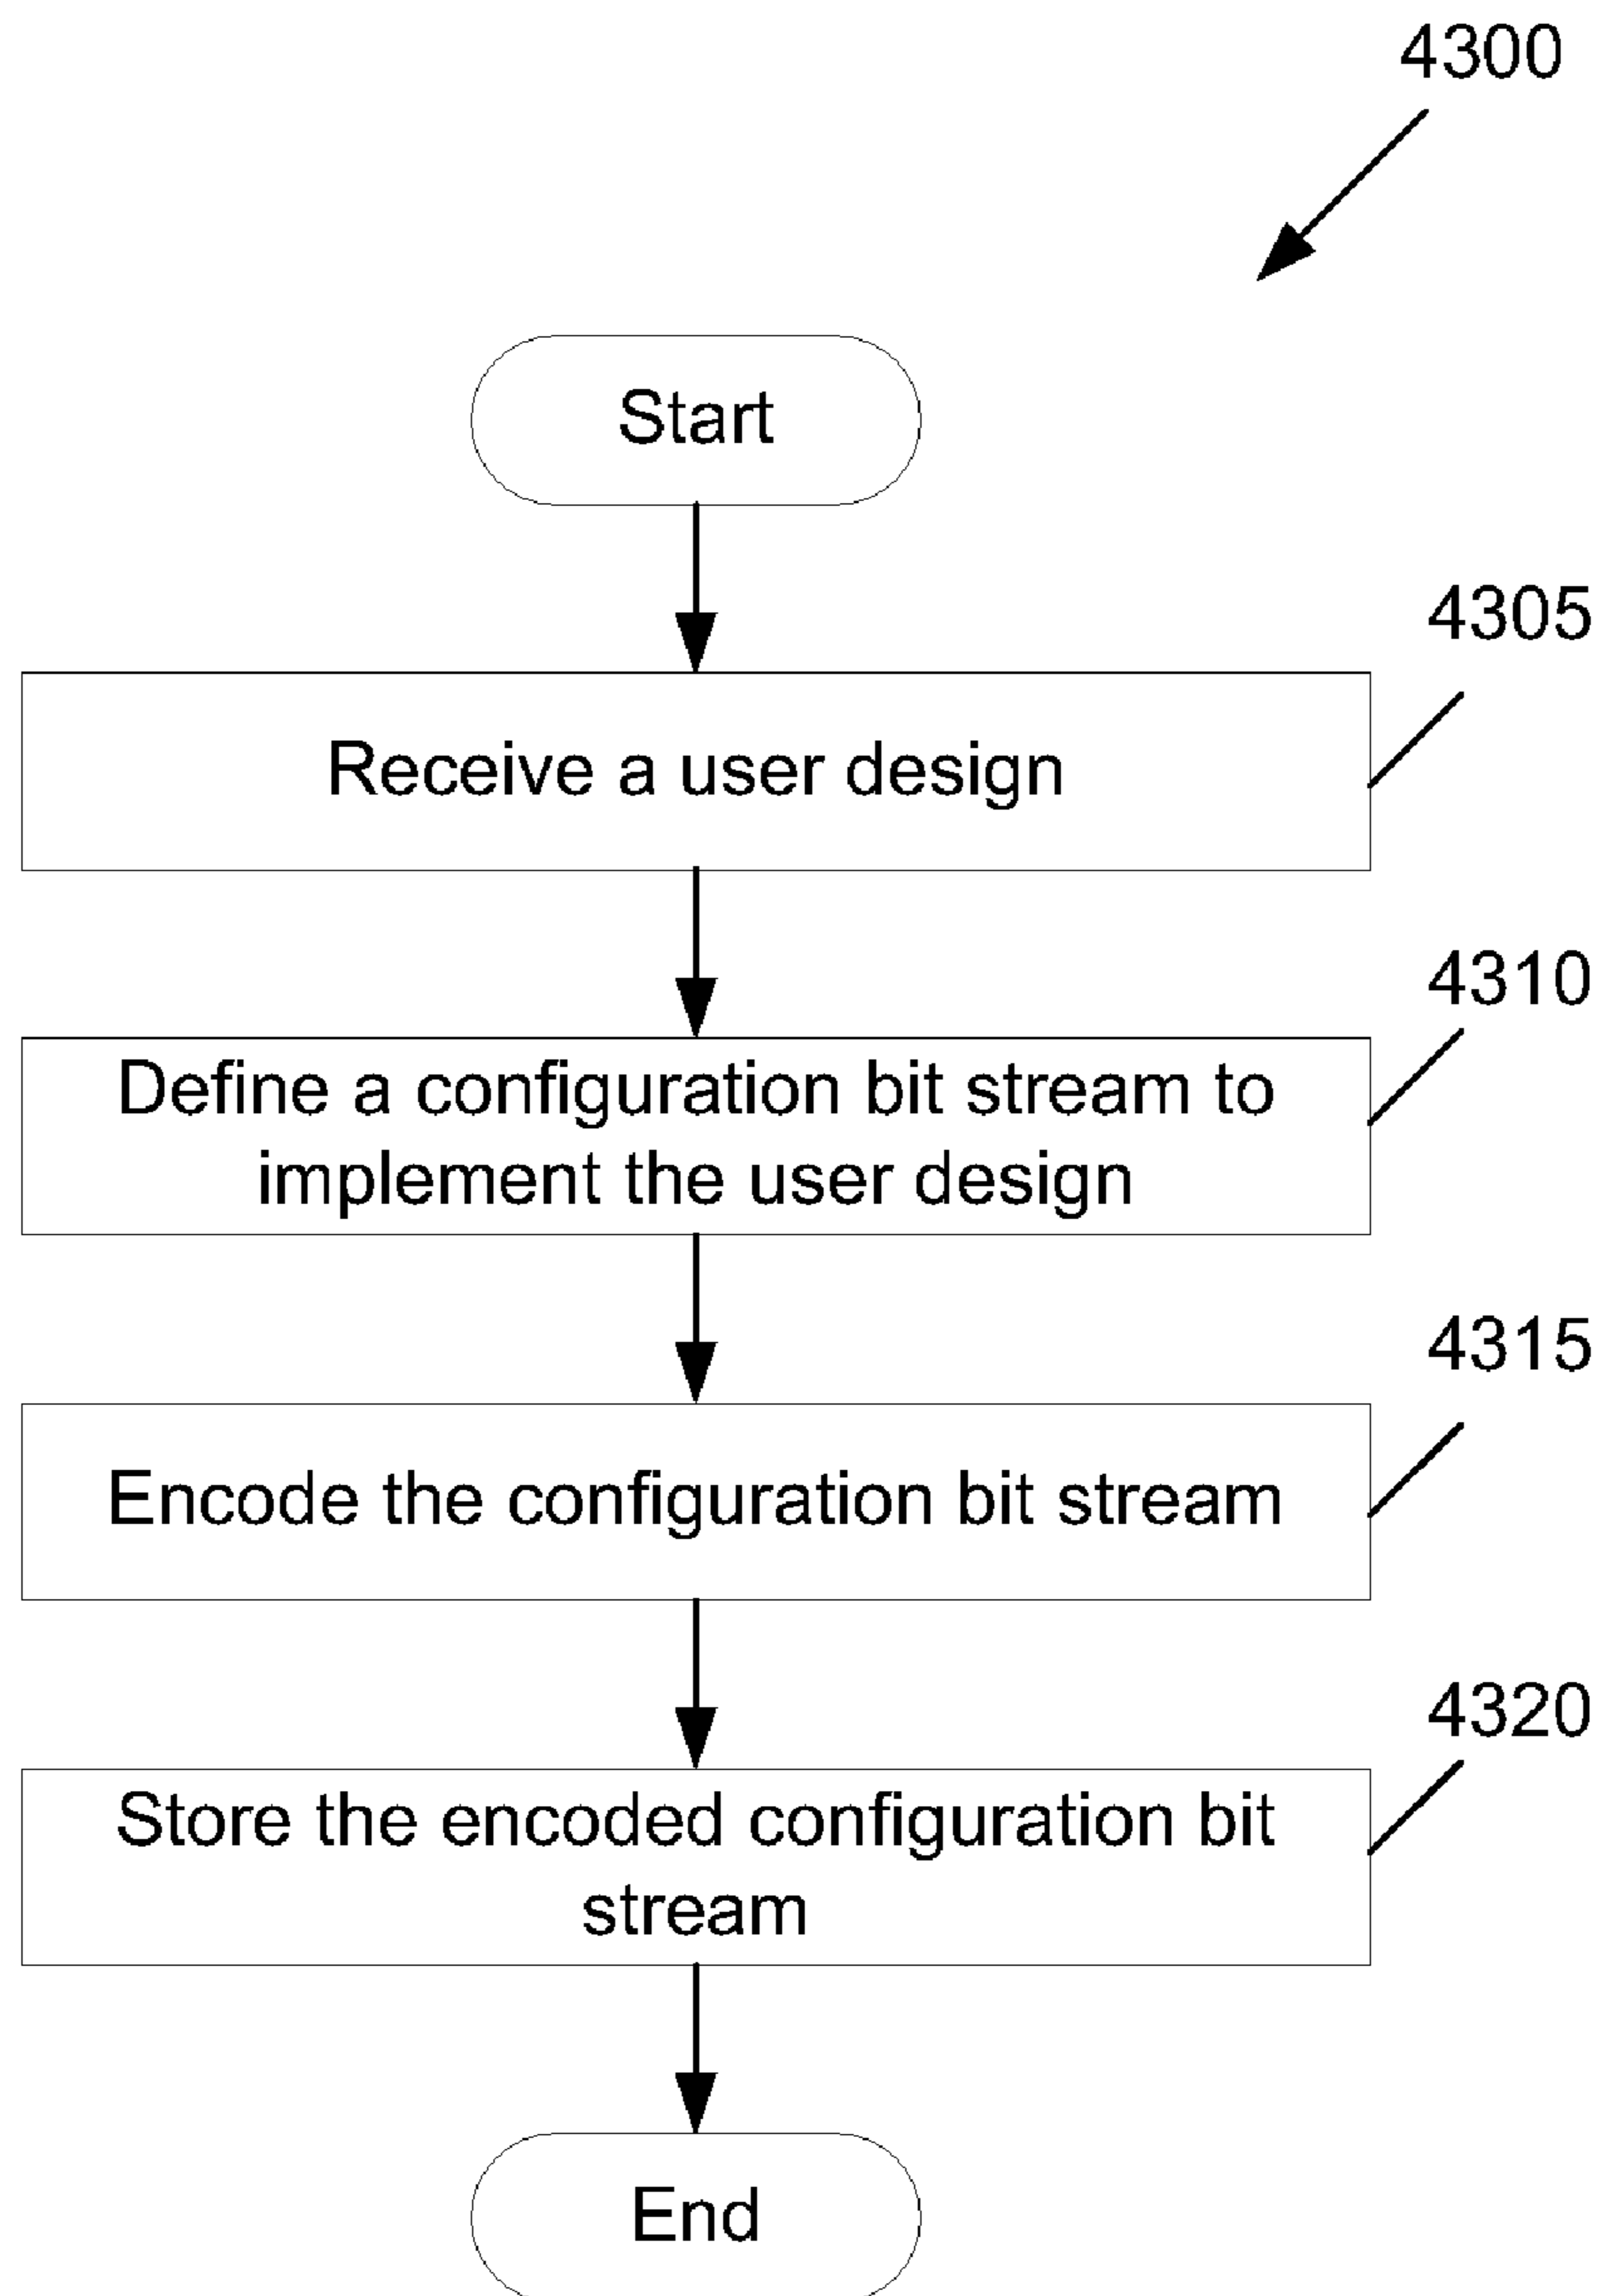 4300
Start
4305
Receive a user design
4310
Define a configuration bit stream to
implement the user design
4315
Encode the configuration bit stream
4320
Store the encoded configuration bit
stream
End